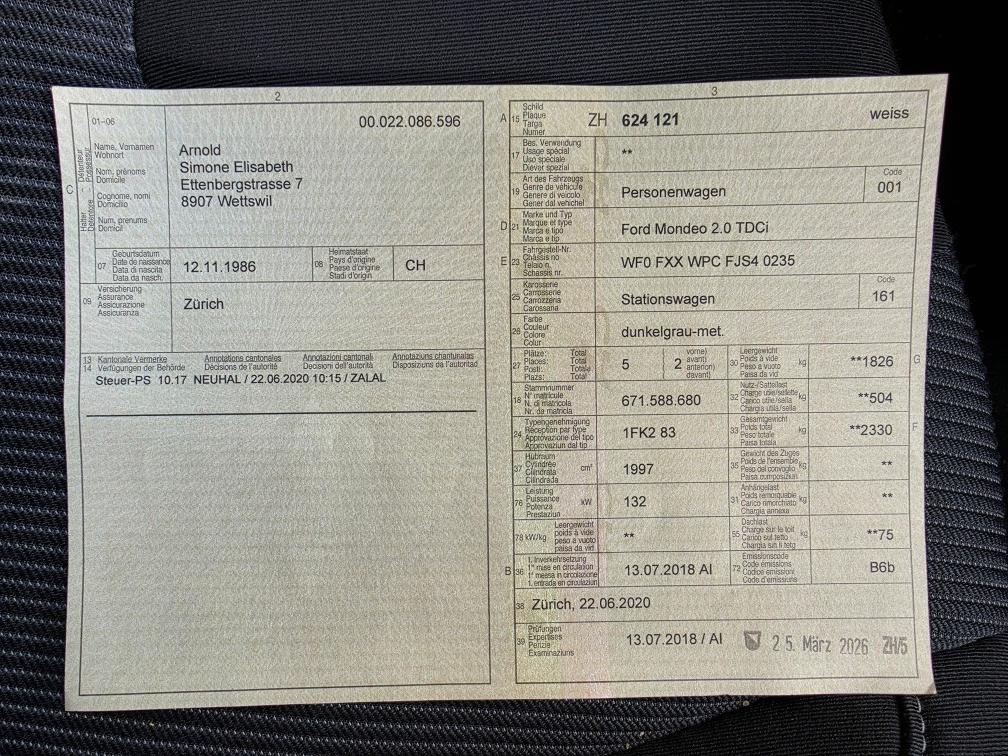 2
01-06
00.022.086.596
C
Name, Vornamen
Wohnort
Nom, prénoms
Domicile
Cognome, nomi
Domicilio
Num, prenums
Domicil
Arnold
Simone Elisabeth
Ettenbergstrasse 7
8907 Wettswil
07
Geburtsdatum
Date de naissance
Data di nascita
Data da nasch.
12.11.1986
08
Heimatstaat
Pays d'origine
Paese d'origine
Stadi d'origin
CH
09
Versicherung
Assurance
Assicurazione
Assicuranza
Zürich
13 Kantonale Vermerke Annotations cantonales Annotazioni cantonali Annotaziuns chantunalas
14 Verfügungen der Behörde Décisions de l'autorité Decisioni dell'autorità Disposiziuns da l'autoritad
Steuer-PS 10.17 NEUHAL / 22.06.2020 10:15 / ZALAL
3
A 15
Schild
Plaque
Targa
Numer
ZH 624 121 weiss
17
Bes. Verwendung
Usage spécial
Uso speciale
Diever spezial
**
19
Art des Fahrzeugs
Genre de véhicule
Genere di veicolo
Gener dal vehichel
Personenwagen
Code
001
D 21
Marke und Typ
Marque et type
Marca e tipo
Marca e tip
Ford Mondeo 2.0 TDCi
E 23
Fahrgestell-Nr.
Châssis no
Telaio n.
Schassis nr.
WF0 FXX WPC FJS4 0235
25
Karosserie
Carrosserie
Carrozzeria
Carossaria
Stationswagen
Code
161
26
Farbe
Couleur
Colore
Colur
dunkelgrau-met.
27
Plätze: Total
Places: Total
Posti: Totale
Plazs: Total
5
2
vorne)
avant)
anteriori)
davant)
30
Leergewicht
Poids à vide
Peso a vuoto
Paisa da vid
kg
**1826
G
18
Stammnummer
N° matricule
N. di matricola
Nr. da matricla
671.588.680
32
Nutz-/Sattellast
Charge utile/sellette
Carico utile/sella
Chargia utila/sella
kg
**504
24
Typengenehmigung
Réception par type
Approvazione del tipo
Approvaziun dal tip
1FK2 83
33
Gesamtgewicht
Poids total
Peso totale
Paisa totala
kg
**2330
F
37
Hubraum
Cylindrée
Cilindrata
Cilindrada
cm³
1997
35
Gewicht des Zuges
Poids de l'ensemble
Peso del convoglio
Paisa cumposiziun
kg
**
76
Leistung
Puissance
Potenza
Prestaziun
kW
132
31
Anhängelast
Poids remorquable
Carico rimorchiato
Chargia annexa
kg
**
78 kW/kg
Leergewicht
poids à vide
peso a vuoto
paisa da vid
**
55
Dachlast
Charge sur le toit
Carico sul tetto
Chargia sin il tetg
kg
**75
B 36
1. Inverkehrsetzung
1re mise en circulation
1a messa in circolazione
1. entrada en circulaziun
13.07.2018 AI
72
Emissionscode
Code émissions
Codice emissioni
Code d'emissiuns
B6b
38 Zürich, 22.06.2020
39
Prüfungen
Expertises
Perizie
Examinaziuns
13.07.2018 / AI
25. März 2026 ZH/5